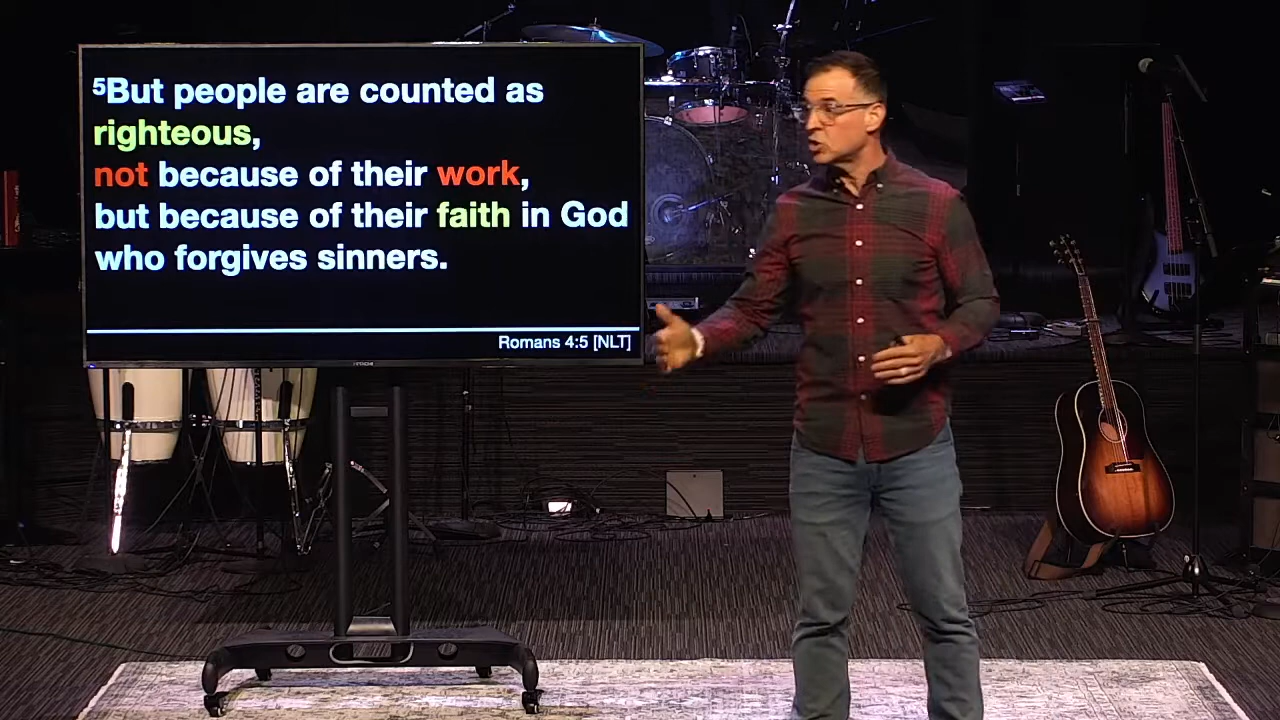 ⁵But people are counted as
righteous,
not because of their work,
but because of their faith in God
who forgives sinners.
Romans 4:5 [NLT]
HITACHI